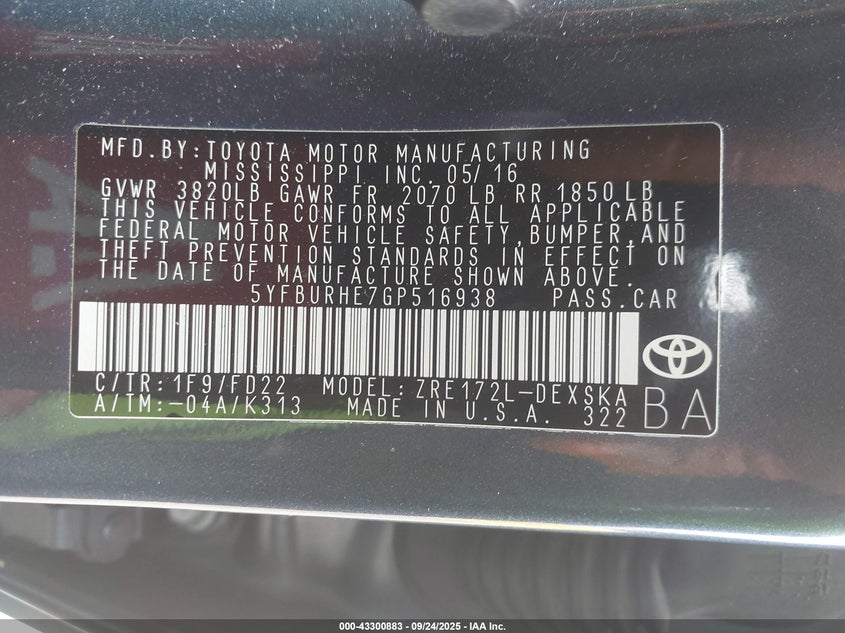 MFD.BY:TOYOTA MOTOR MANUFACTURING
MISSISSIPPI INC.05/16
GVWR 3820LB GAWR FR 2070 LB RR 1850 LB
THIS VEHICLE CONFORMS TO ALL APPLICABLE
FEDERAL MOTOR VEHICLE SAFETY,BUMPER,AND
THEFT PREVENTION STANDARDS IN EFFECT ON
THE DATE OF MANUFACTURE SHOWN ABOVE.
5YFBURHE7GP516938 PASS.CAR
C/TR:1F9/FD22 MODEL:ZRE172L-DEXSKA
A/TM:-04A/K313 MADE IN U.S.A. 322
BA
000-43300883 - 09/24/2025 - IAA Inc.